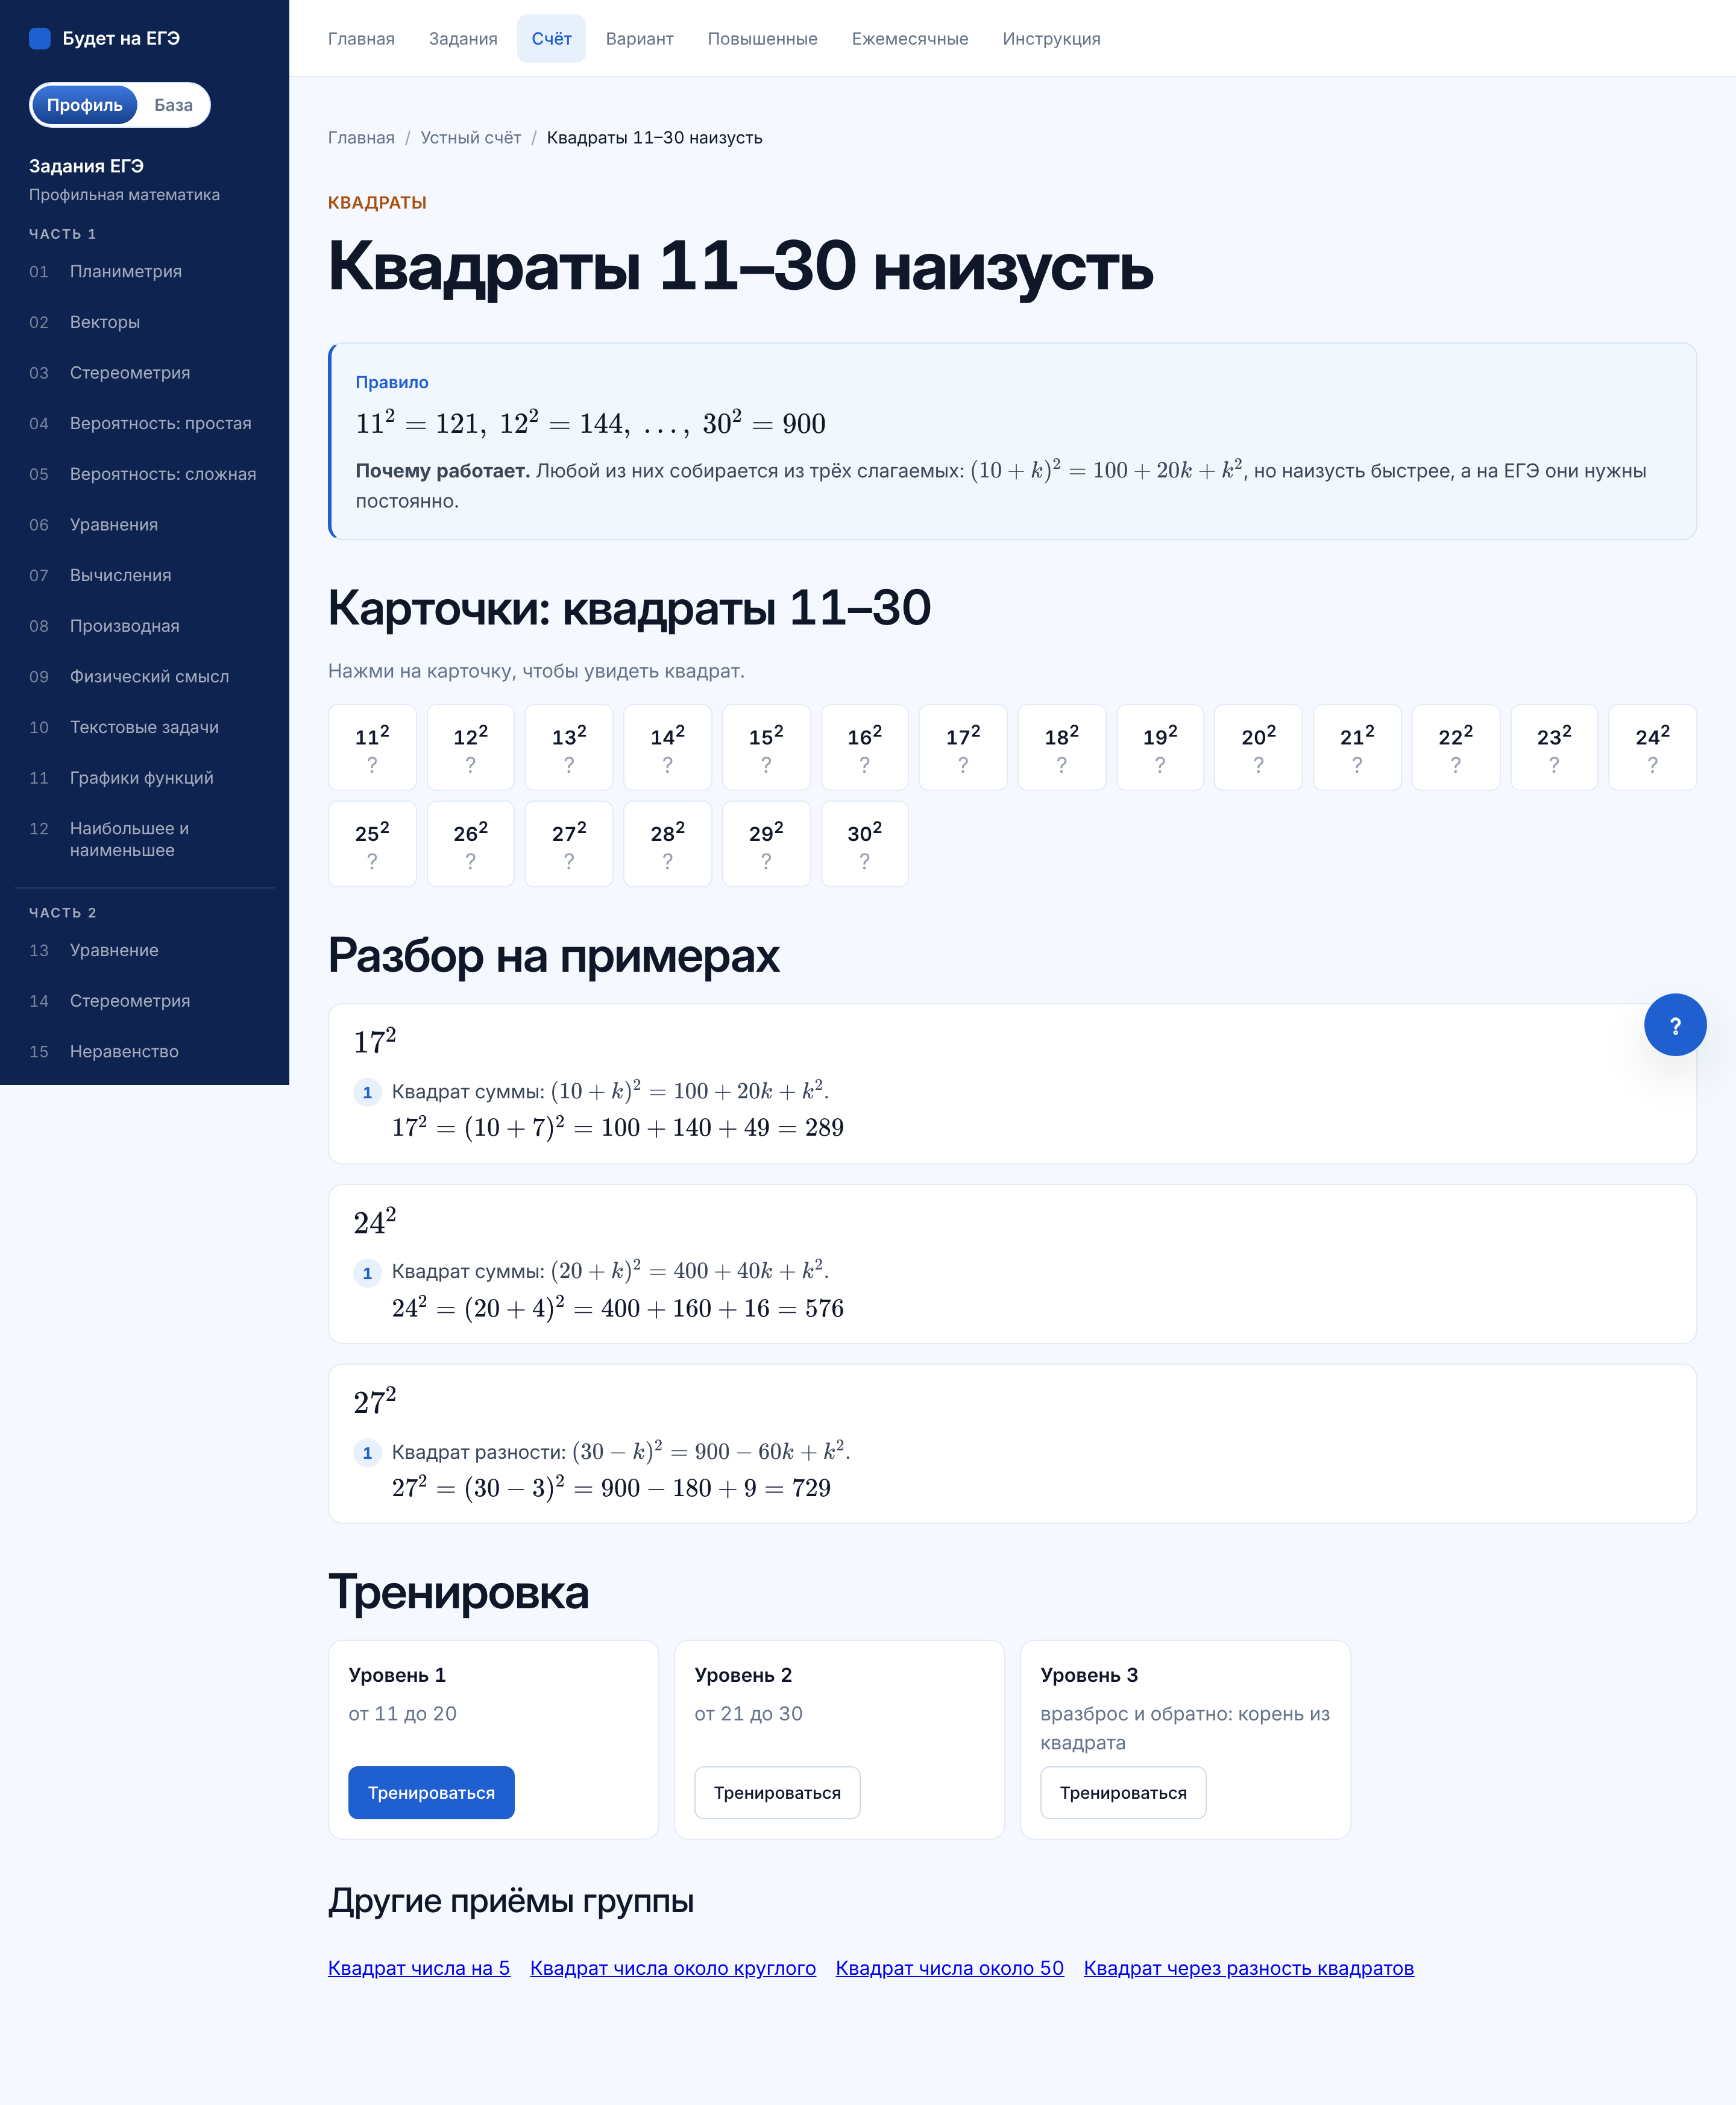 Будет на ЕГЭ
Профиль База
Задания ЕГЭ
Профильная математика
ЧАСТЬ 1
01 Планиметрия
02 Векторы
03 Стереометрия
04 Вероятность: простая
05 Вероятность: сложная
06 Уравнения
07 Вычисления
08 Производная
09 Физический смысл
10 Текстовые задачи
11 Графики функций
12 Наибольшее и
наименьшее
ЧАСТЬ 2
13 Уравнение
14 Стереометрия
15 Неравенство
Главная Задания Счёт Вариант Повышенные Ежемесячные Инструкция
Главная / Устный счёт / Квадраты 11–30 наизусть
КВАДРАТЫ
Квадраты 11–30 наизусть
Правило
11² = 121, 12² = 144, …, 30² = 900
Почему работает. Любой из них собирается из трёх слагаемых: (10 + k)² = 100 + 20k + k², но наизусть быстрее, а на ЕГЭ они нужны
постоянно.
Карточки: квадраты 11–30
Нажми на карточку, чтобы увидеть квадрат.
11² 12² 13² 14² 15² 16² 17² 18² 19² 20² 21² 22² 23² 24²
? ? ? ? ? ? ? ? ? ? ? ? ? ?
25² 26² 27² 28² 29² 30²
? ? ? ? ? ?
Разбор на примерах
?
17²
1 Квадрат суммы: (10 + k)² = 100 + 20k + k².
17² = (10 + 7)² = 100 + 140 + 49 = 289
24²
1 Квадрат суммы: (20 + k)² = 400 + 40k + k².
24² = (20 + 4)² = 400 + 160 + 16 = 576
27²
1 Квадрат разности: (30 − k)² = 900 − 60k + k².
27² = (30 − 3)² = 900 − 180 + 9 = 729
Тренировка
Уровень 1
от 11 до 20
Тренироваться
Уровень 2
от 21 до 30
Тренироваться
Уровень 3
вразброс и обратно: корень из
квадрата
Тренироваться
Другие приёмы группы
Квадрат числа на 5 Квадрат числа около круглого Квадрат числа около 50 Квадрат через разность квадратов